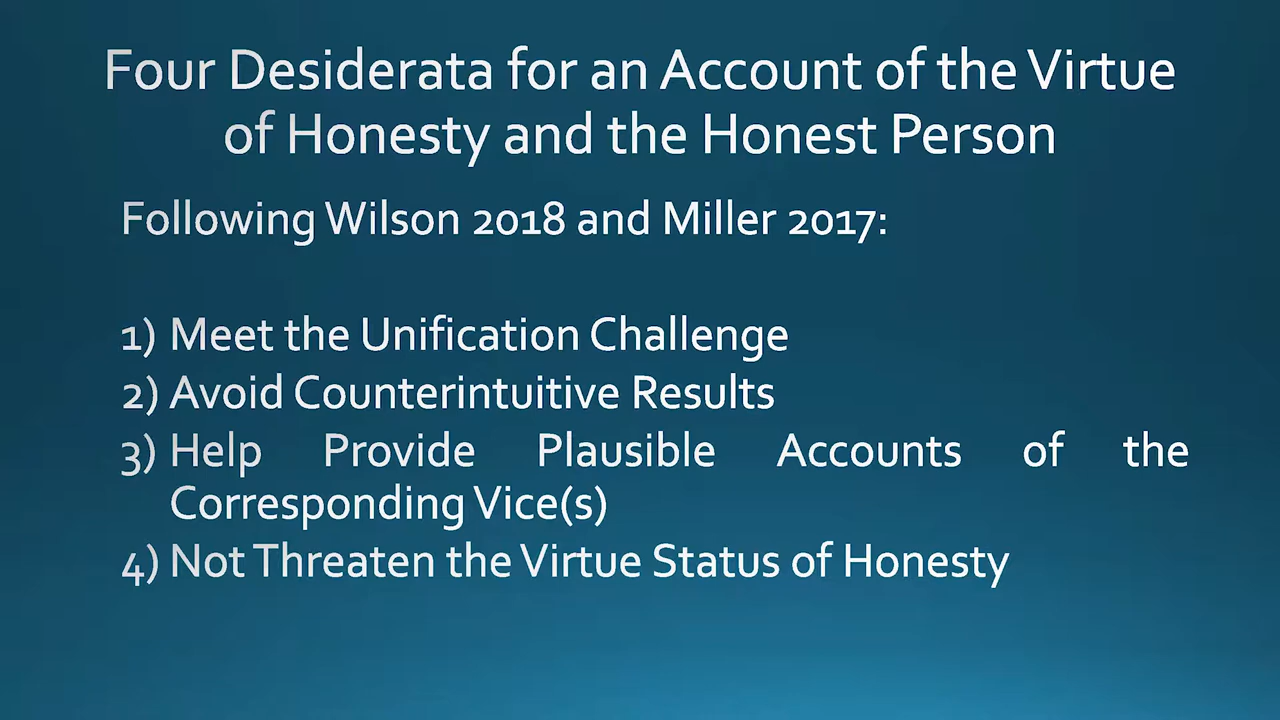 Four Desiderata for an Account of the Virtue
of Honesty and the Honest Person
Following Wilson 2018 and Miller 2017:
1) Meet the Unification Challenge
2) Avoid Counterintuitive Results
3) Help Provide Plausible Accounts of the
Corresponding Vice(s)
4) Not Threaten the Virtue Status of Honesty